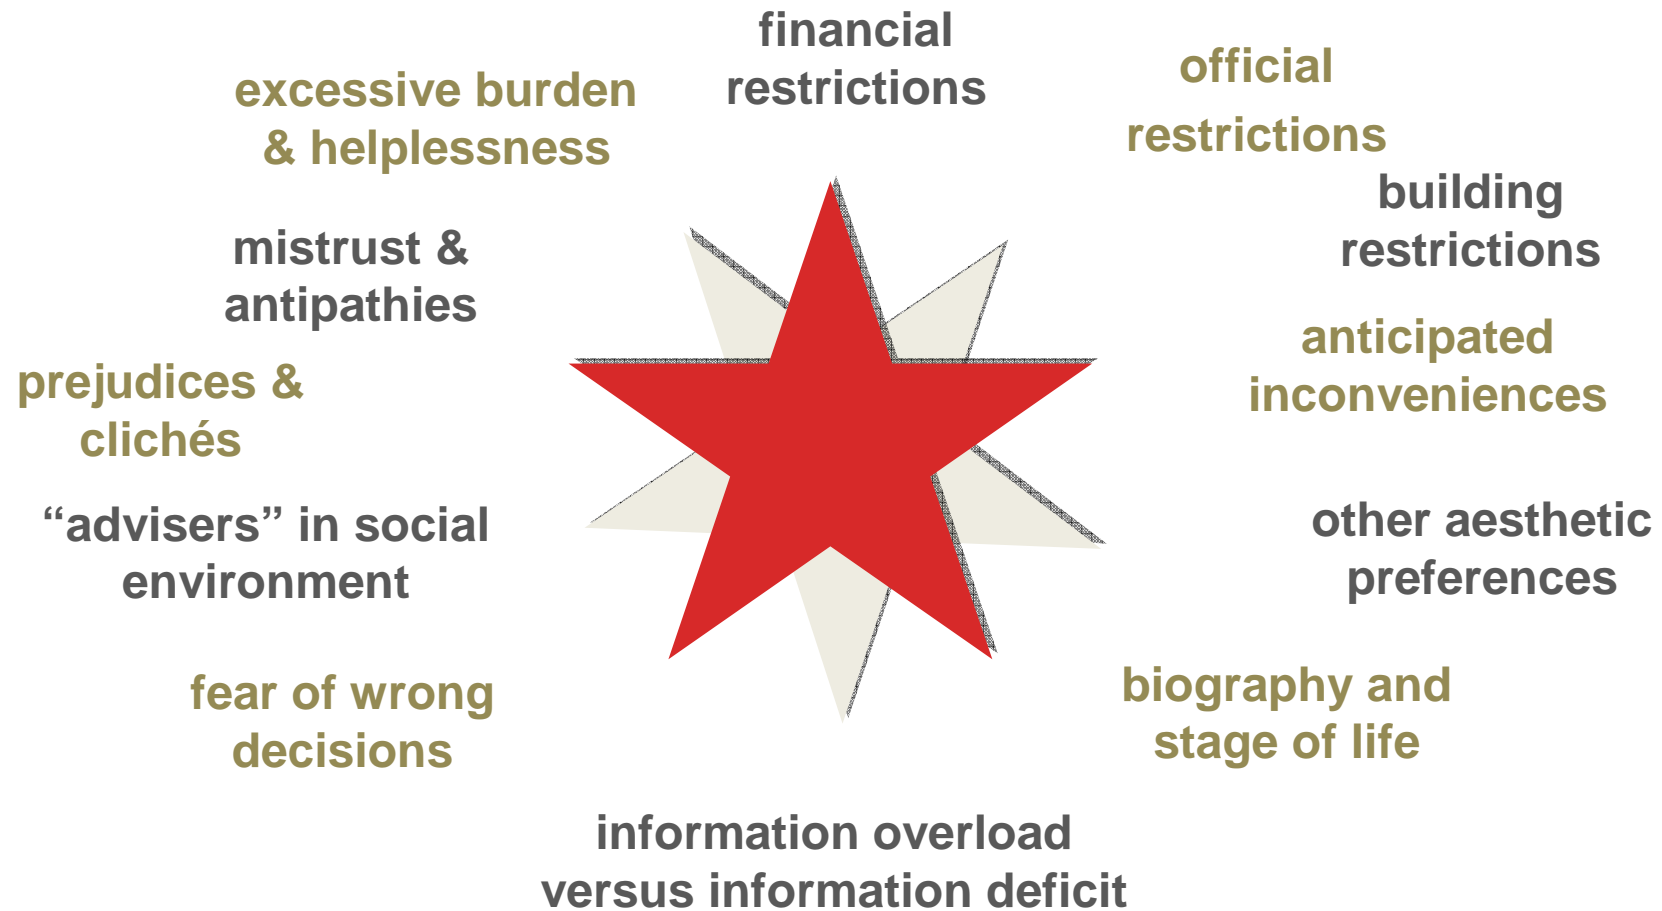 financial
restrictions
official
restrictions
building
restrictions
anticipated
inconveniences
other aesthetic
preferences
biography and
stage of life
information overload
versus information deficit
fear of wrong
decisions
“advisers” in social
environment
prejudices &
clichés
mistrust &
antipathies
excessive burden
& helplessness